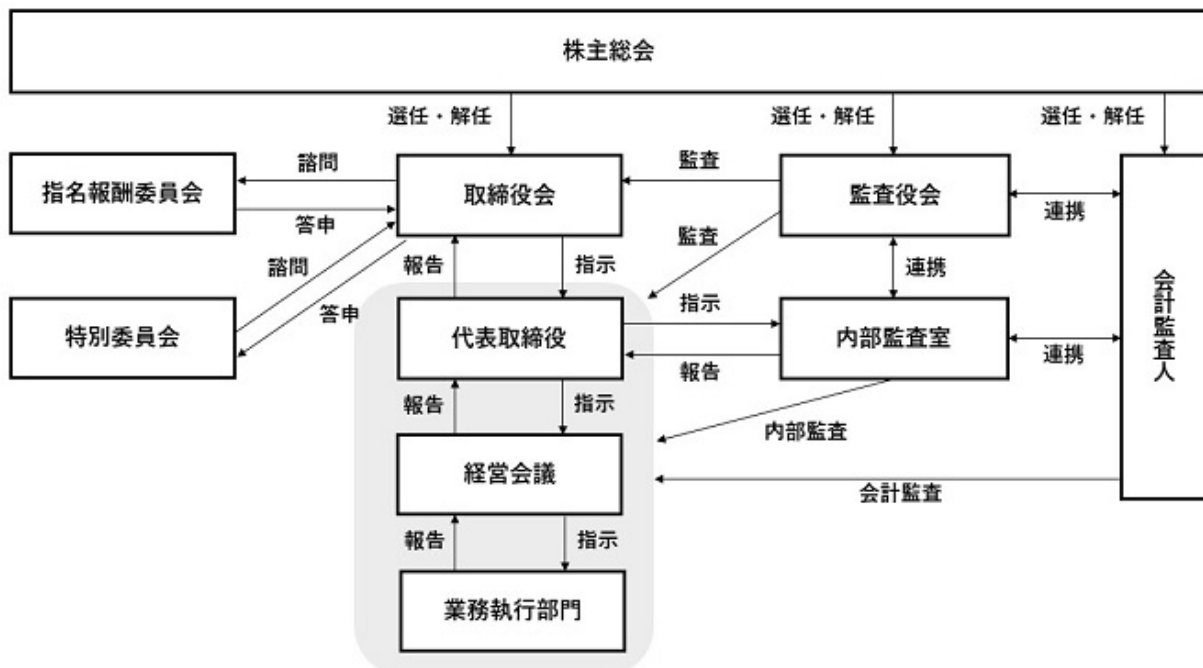 株主総会
選任・解任
選任・解任
選任・解任
指名報酬委員会
諮問
答申
取締役会
監査
監査役会
連携
会計監査人
諮問
答申
報告
指示
監査
連携
特別委員会
代表取締役
指示
報告
内部監査室
連携
報告
指示
内部監査
経営会議
会計監査
報告
指示
業務執行部門